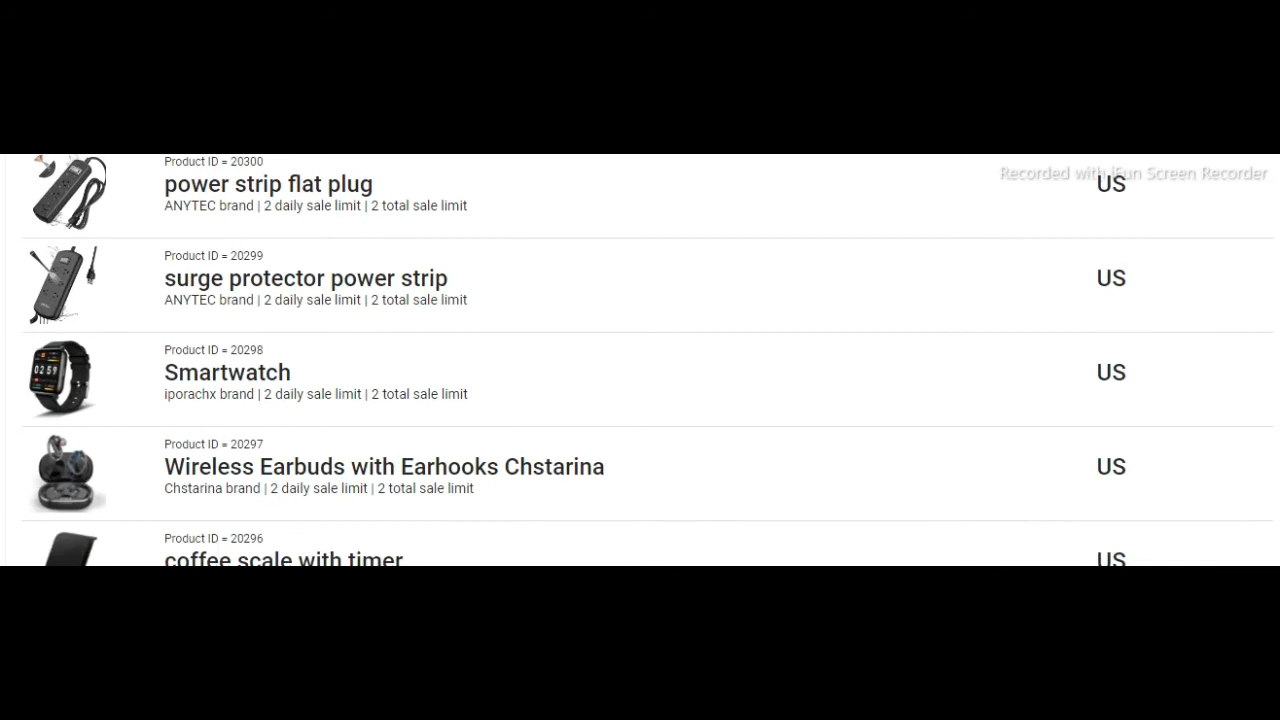 Product ID = 20300
power strip flat plug
ANYTEC brand | 2 daily sale limit | 2 total sale limit
Recorded with iFun Screen Recorder
US
Product ID = 20299
surge protector power strip
ANYTEC brand | 2 daily sale limit | 2 total sale limit
US
Product ID = 20298
Smartwatch
iporachx brand | 2 daily sale limit | 2 total sale limit
US
02 59
Product ID = 20297
Wireless Earbuds with Earhooks Chstarina
Chstarina brand | 2 daily sale limit | 2 total sale limit
US
Product ID = 20296
coffee scale with timer
US